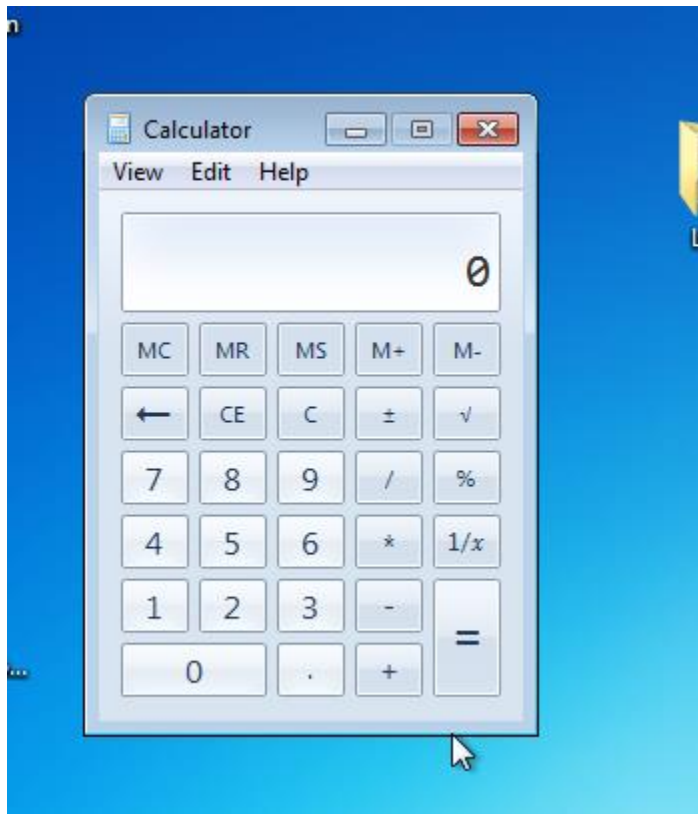 Calculator
View Edit Help
0
MC MR MS M+ M-
← CE C ± √
7 8 9 / %
4 5 6 * 1/x
1 2 3 - =
0 . +